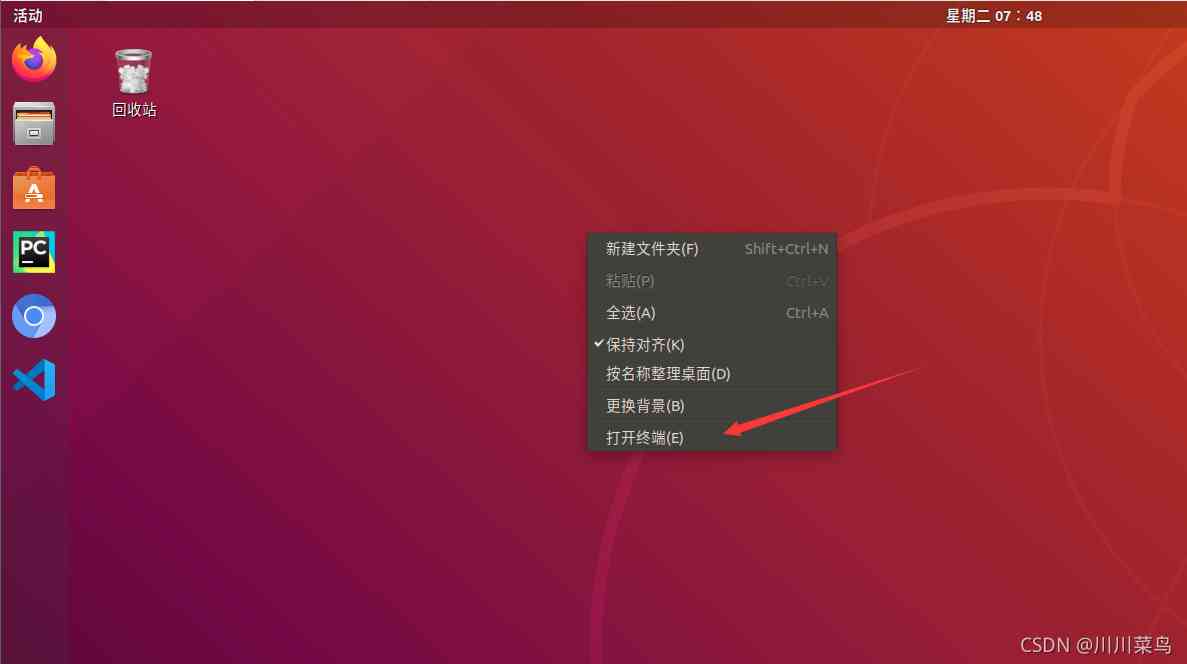 活动
星期二 07：48
回收站
PC
新建文件夹(F) Shift+Ctrl+N
粘贴(P) Ctrl+V
全选(A) Ctrl+A
保持对齐(K)
按名称整理桌面(D)
更换背景(B)
打开终端(E)
CSDN @川川菜鸟